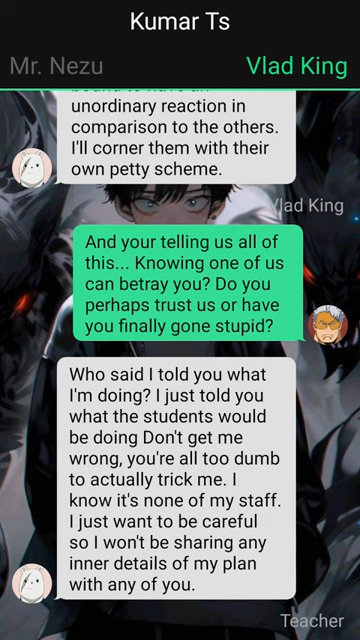 Kumar Ts
Mr. Nezu
Vlad King
unordinary reaction in
comparison to the others.
I'll corner them with their
own petty scheme.
Vlad King
And your telling us all of
this... Knowing one of us
can betray you? Do you
perhaps trust us or have
you finally gone stupid?
Who said I told you what
I'm doing? I just told you
what the students would
be doing Don't get me
wrong, you're all too dumb
to actually trick me. I
know it's none of my staff.
I just want to be careful
so I won't be sharing any
inner details of my plan
with any of you.
Teacher